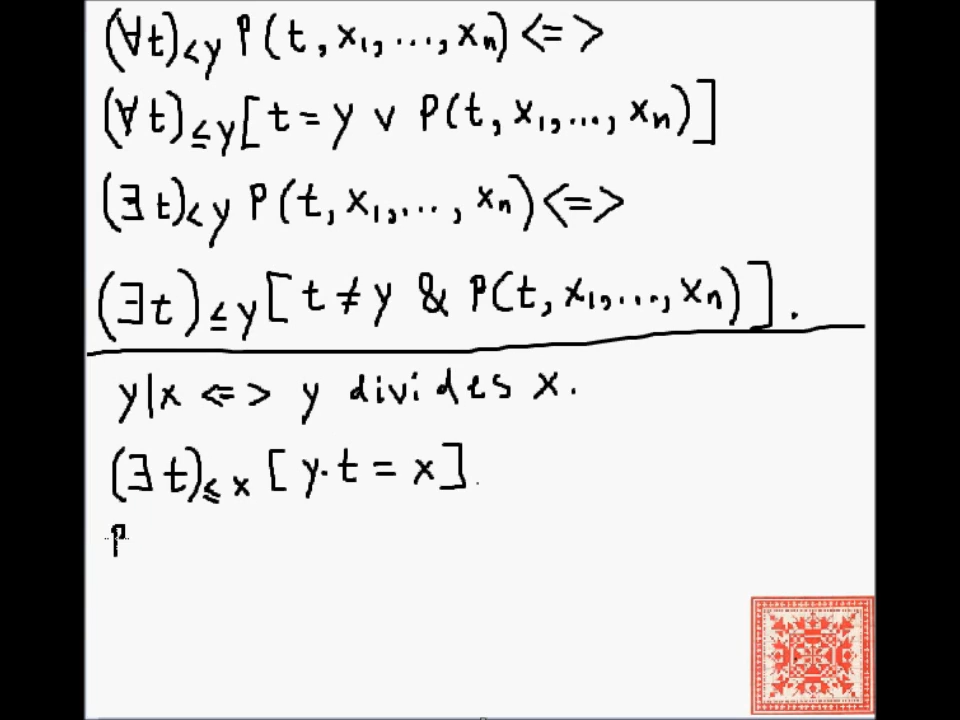 (∀t)<y P(t, x₁, ..., xₙ) <=>
(∀t)≤y [t = y ∨ P(t, x₁, ..., xₙ)]
(∃t)<y P(t, x₁, ..., xₙ) <=>
(∃t)≤y [t ≠ y & P(t, x₁, ..., xₙ)].
y|x <=> y divides x.
(∃t)≤x [y·t = x].
P